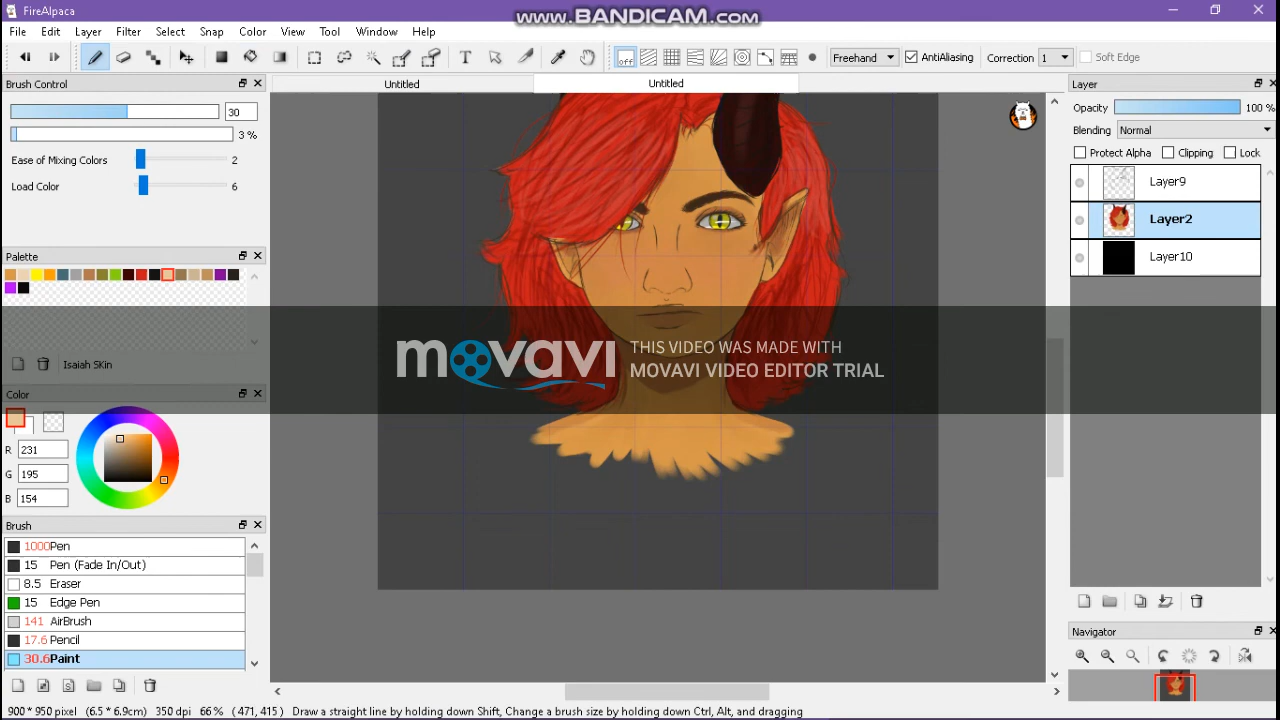 FireAlpaca
www.BANDICAM.com
File Edit Layer Filter Select Snap Color View Tool Window Help
off
Freehand
AntiAliasing
Correction 1
Soft Edge
Brush Control
Untitled
Untitled
Layer
30
Opacity 100 %
3 %
Blending Normal
Ease of Mixing Colors 2
Protect Alpha Clipping Lock
Load Color 6
Layer9
Layer2
Palette
Layer10
movavi
THIS VIDEO WAS MADE WITH
MOVAVI VIDEO EDITOR TRIAL
Isaiah SKin
Color
R 231
G 195
B 154
Brush
1000 Pen
15 Pen (Fade In/Out)
8.5 Eraser
15 Edge Pen
141 AirBrush
17.6 Pencil
30.6 Paint
Navigator
900 * 950 pixel (6.5 * 6.9cm) 350 dpi 66 % (471, 415) Draw a straight line by holding down Shift, Change a brush size by holding down Ctrl, Alt, and dragging